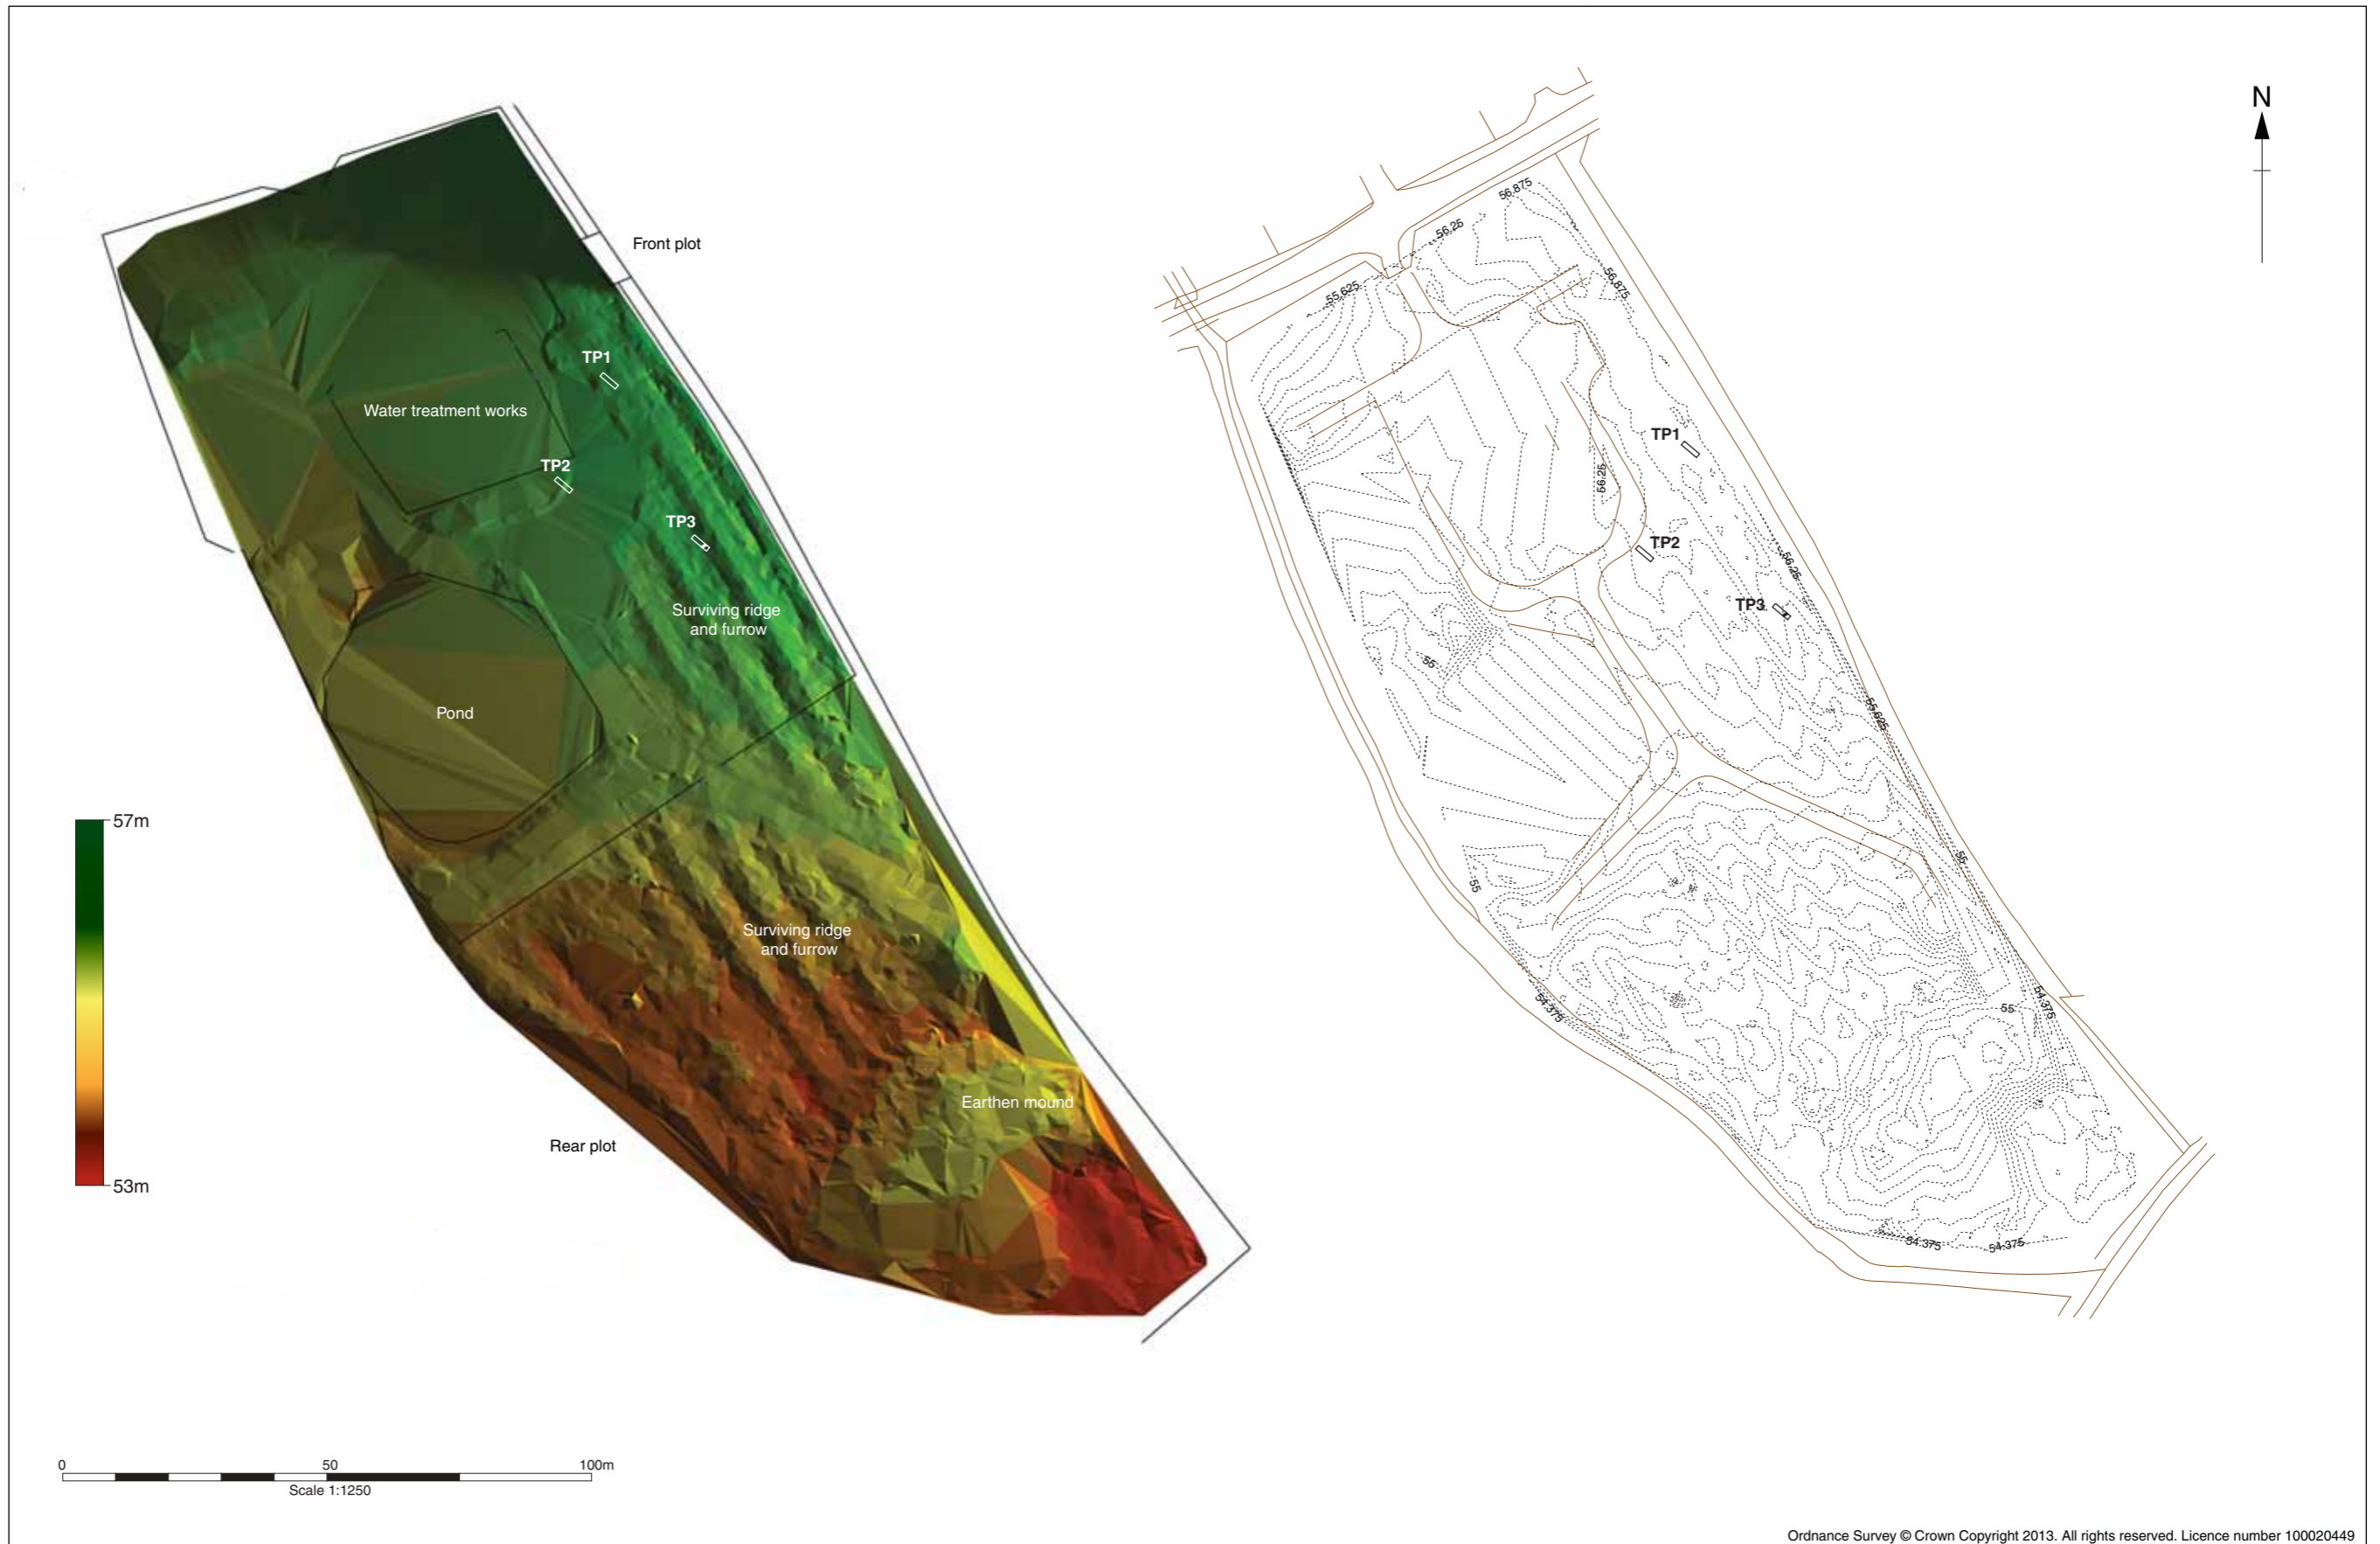 Front plot
TP1
Water treatment works
TP2
TP3
Surviving ridge
and furrow
Pond
57m
53m
Surviving ridge
and furrow
Earthen mound
Rear plot
0
50
100m
Scale 1:1250
N
56.875
56.25
55.625
56.875
TP1
56.25
TP2
56.25
TP3
55
55.625
55
55
54.375
54.375
55
54.375
54.375
Ordnance Survey © Crown Copyright 2013. All rights reserved. Licence number 100020449